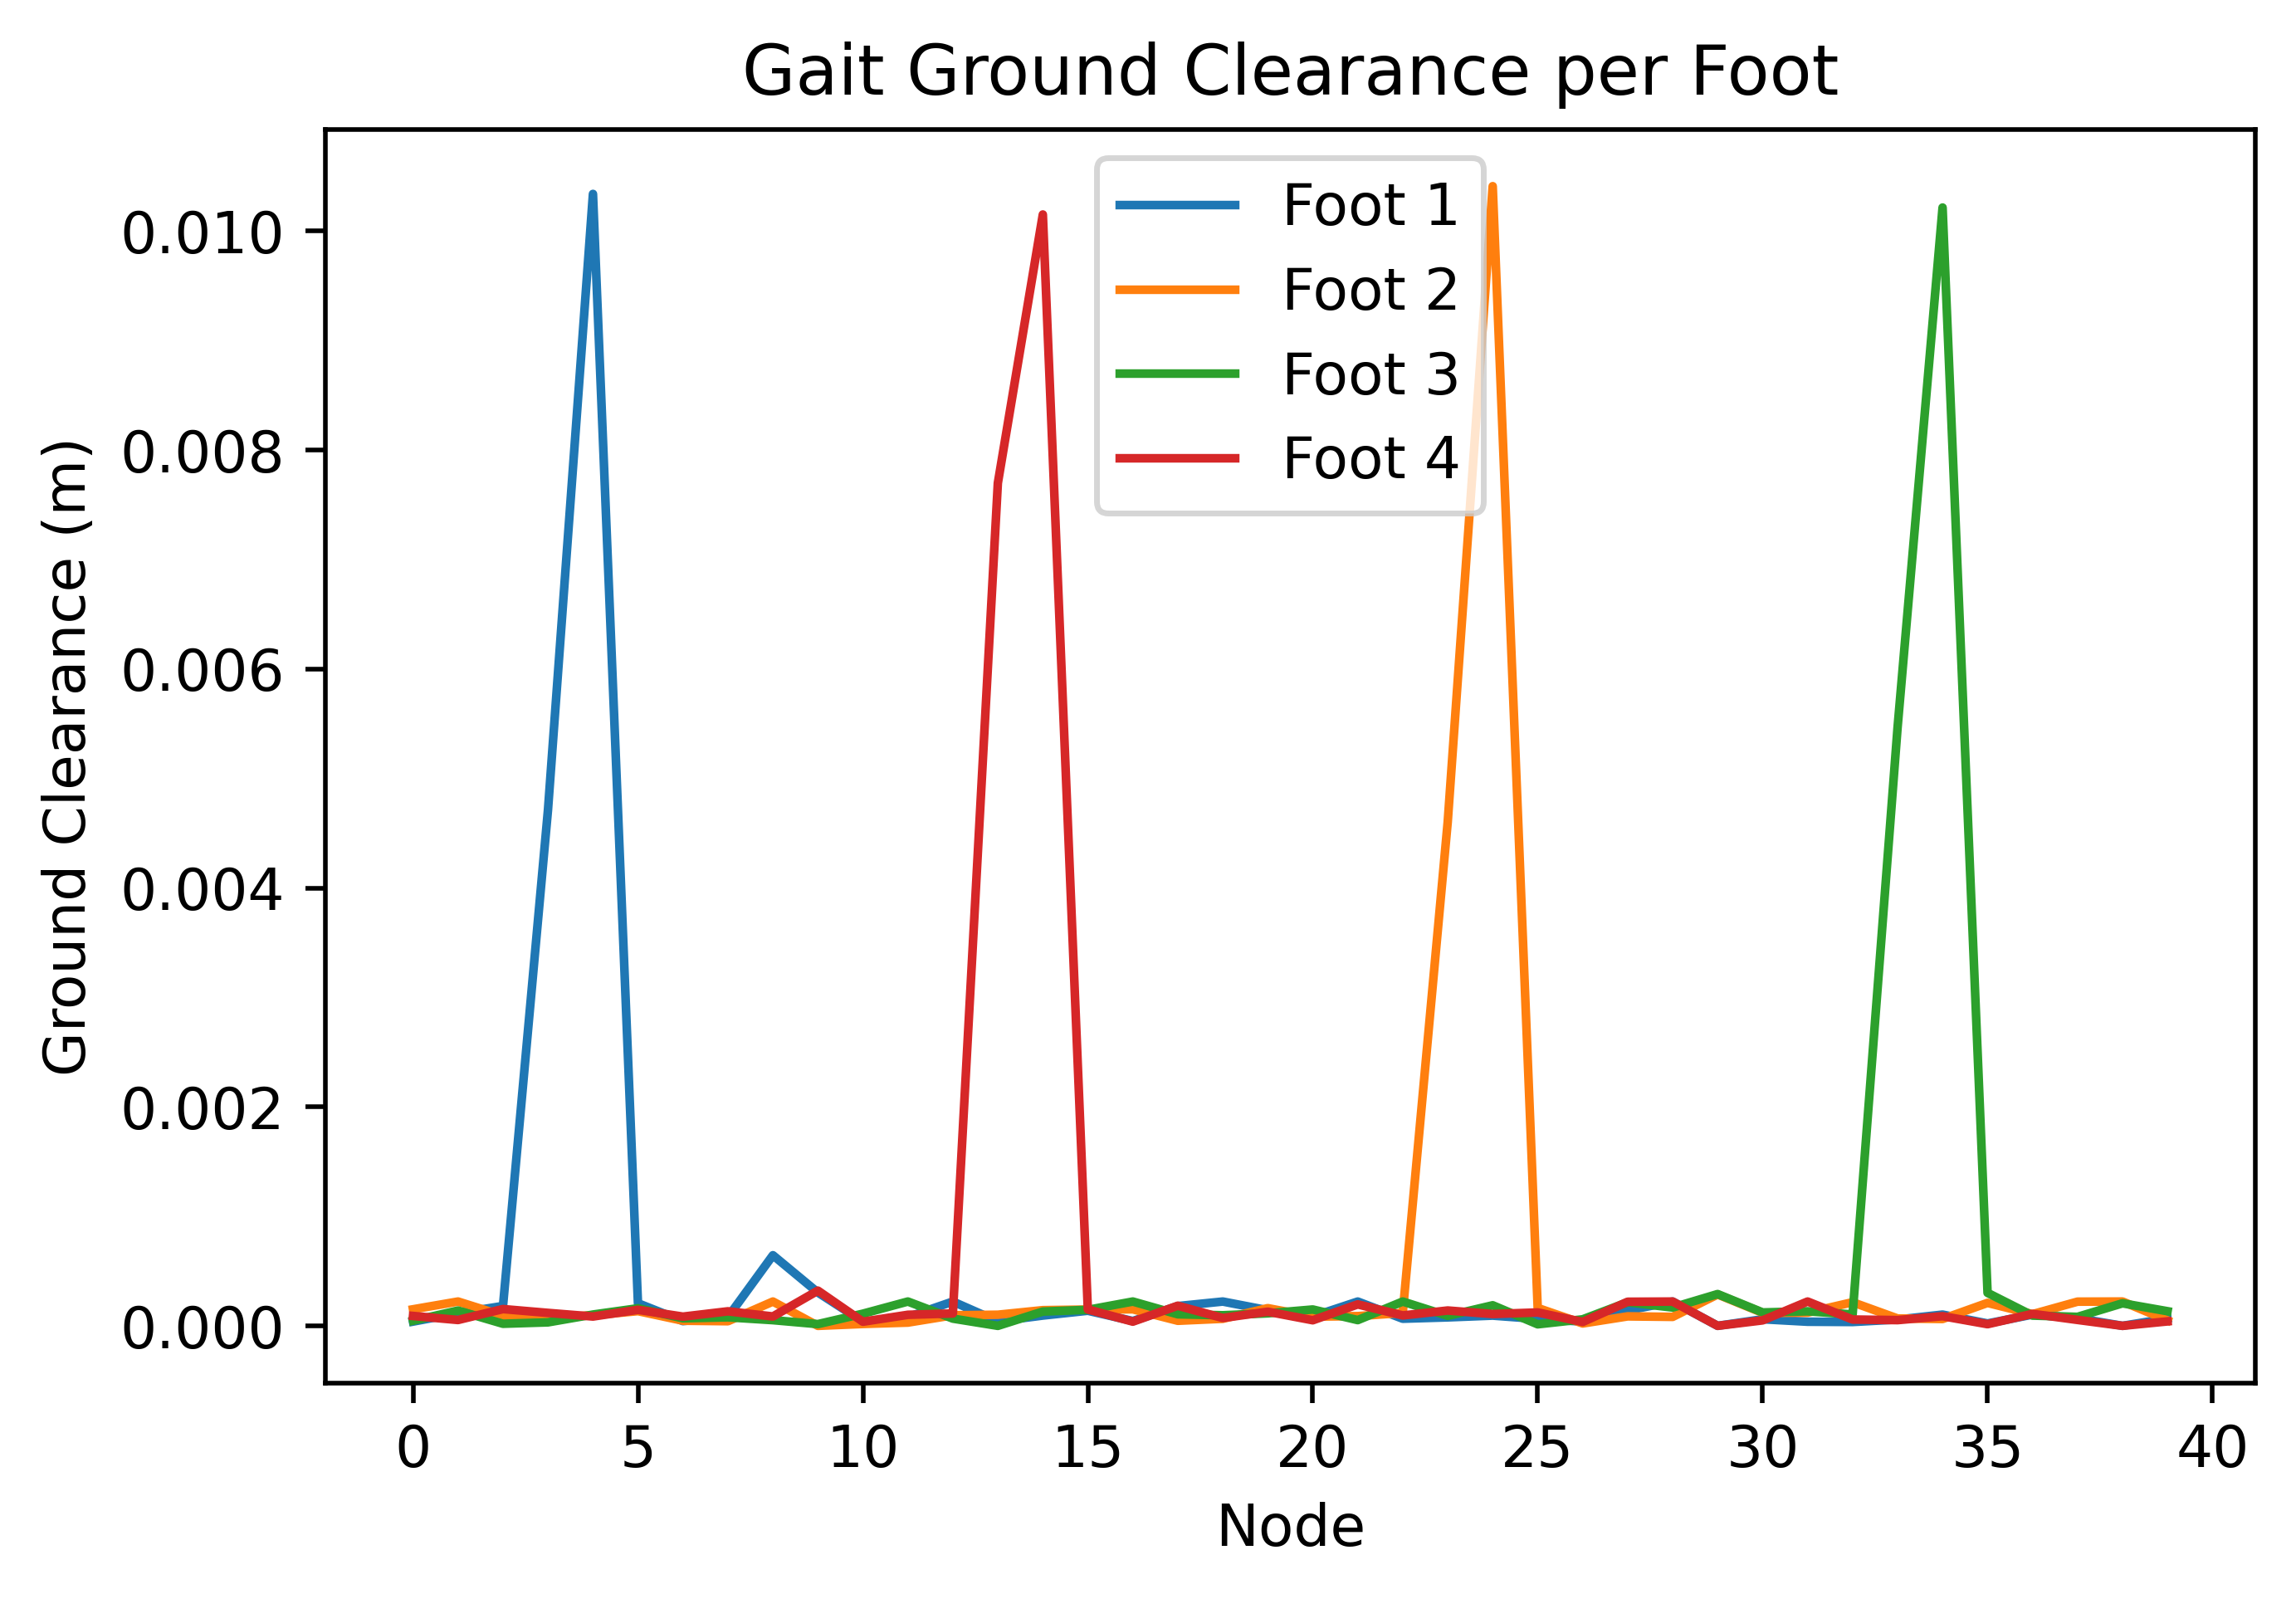 Gait Ground Clearance per Foot
Foot 1
Foot 2
Foot 3
Foot 4
Ground Clearance (m)
0.010
0.008
0.006
0.004
0.002
0.000
0 5 10 15 20 25 30 35 40
Node